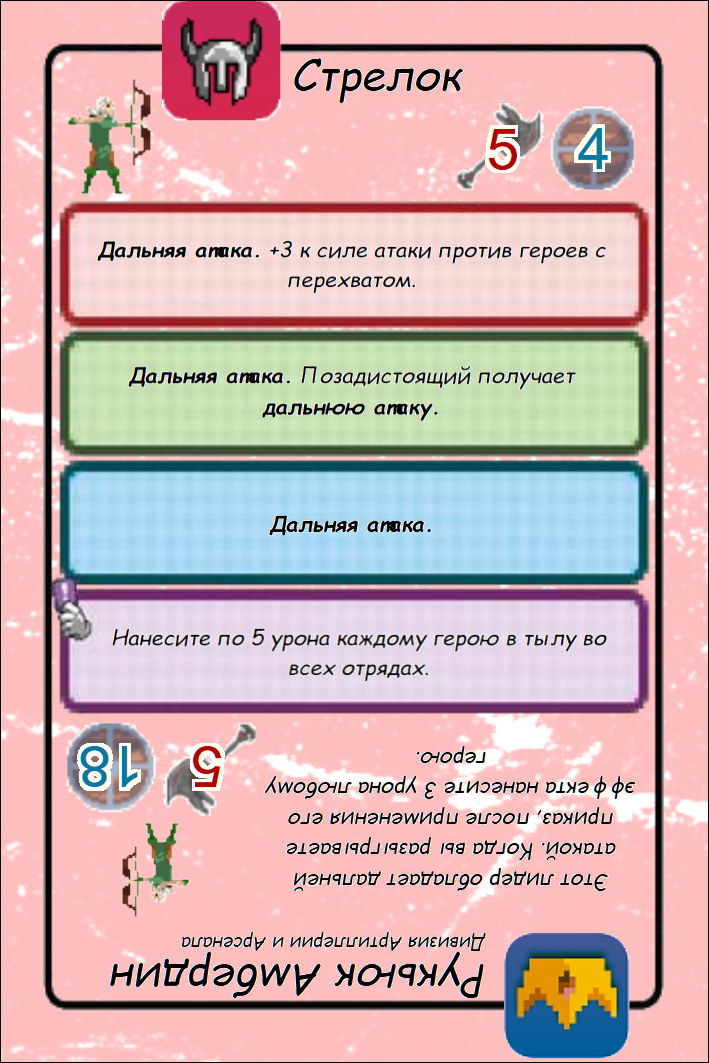 Стрелок
5 4
Дальняя атака. +3 к силе атаки против героев с
перехватом.
Дальняя атака. Позадистоящий получает
дальнюю атаку.
Дальняя атака.
Нанесите по 5 урона каждому герою в тылу во
всех отрядах.
Рукьюк Амбердин
Дивизия Артиллерии и Арсенала
Этот лидер обладает дальней
атакой. Когда вы разыгрываете
приказ, после применения его
эффекта нанесите 3 урона любому
герою.
5 18